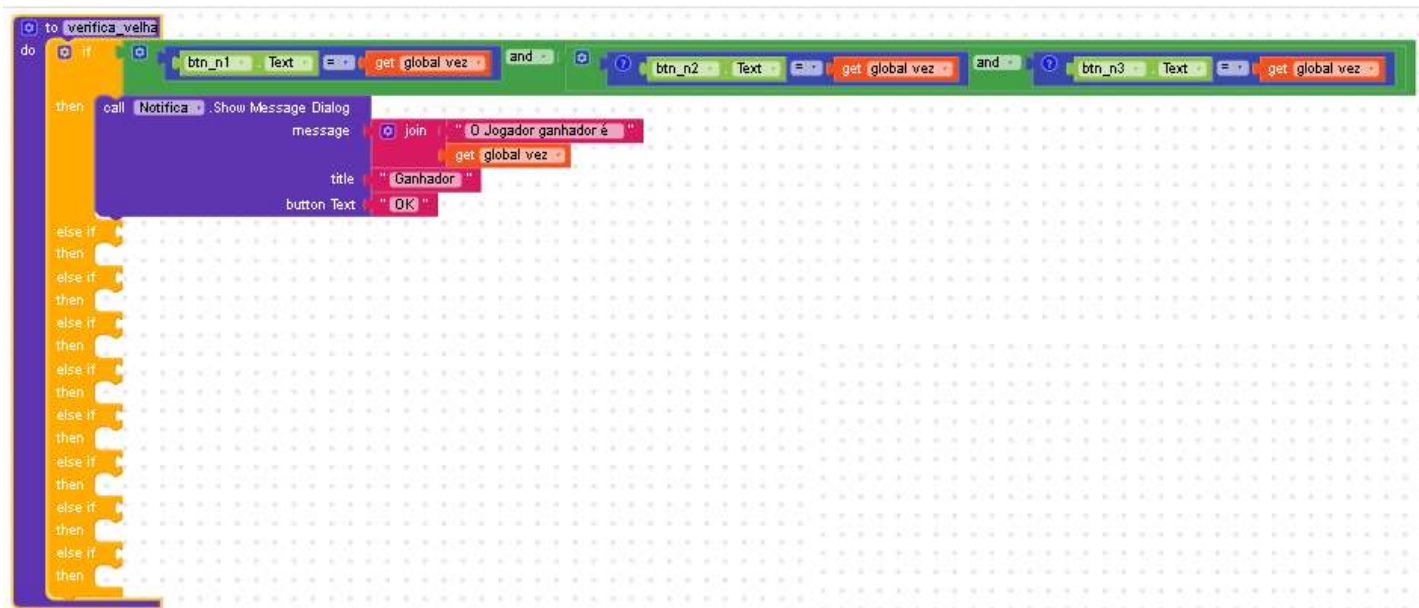 to verifica_velha
do if btn_n1 . Text = get global vez and btn_n2 . Text = get global vez and btn_n3 . Text = get global vez
then call Notifica .Show Message Dialog
message join " O Jogador ganhador é "
get global vez
title " Ganhador "
button Text " OK "
else if
then
else if
then
else if
then
else if
then
else if
then
else if
then
else if
then
else if
then